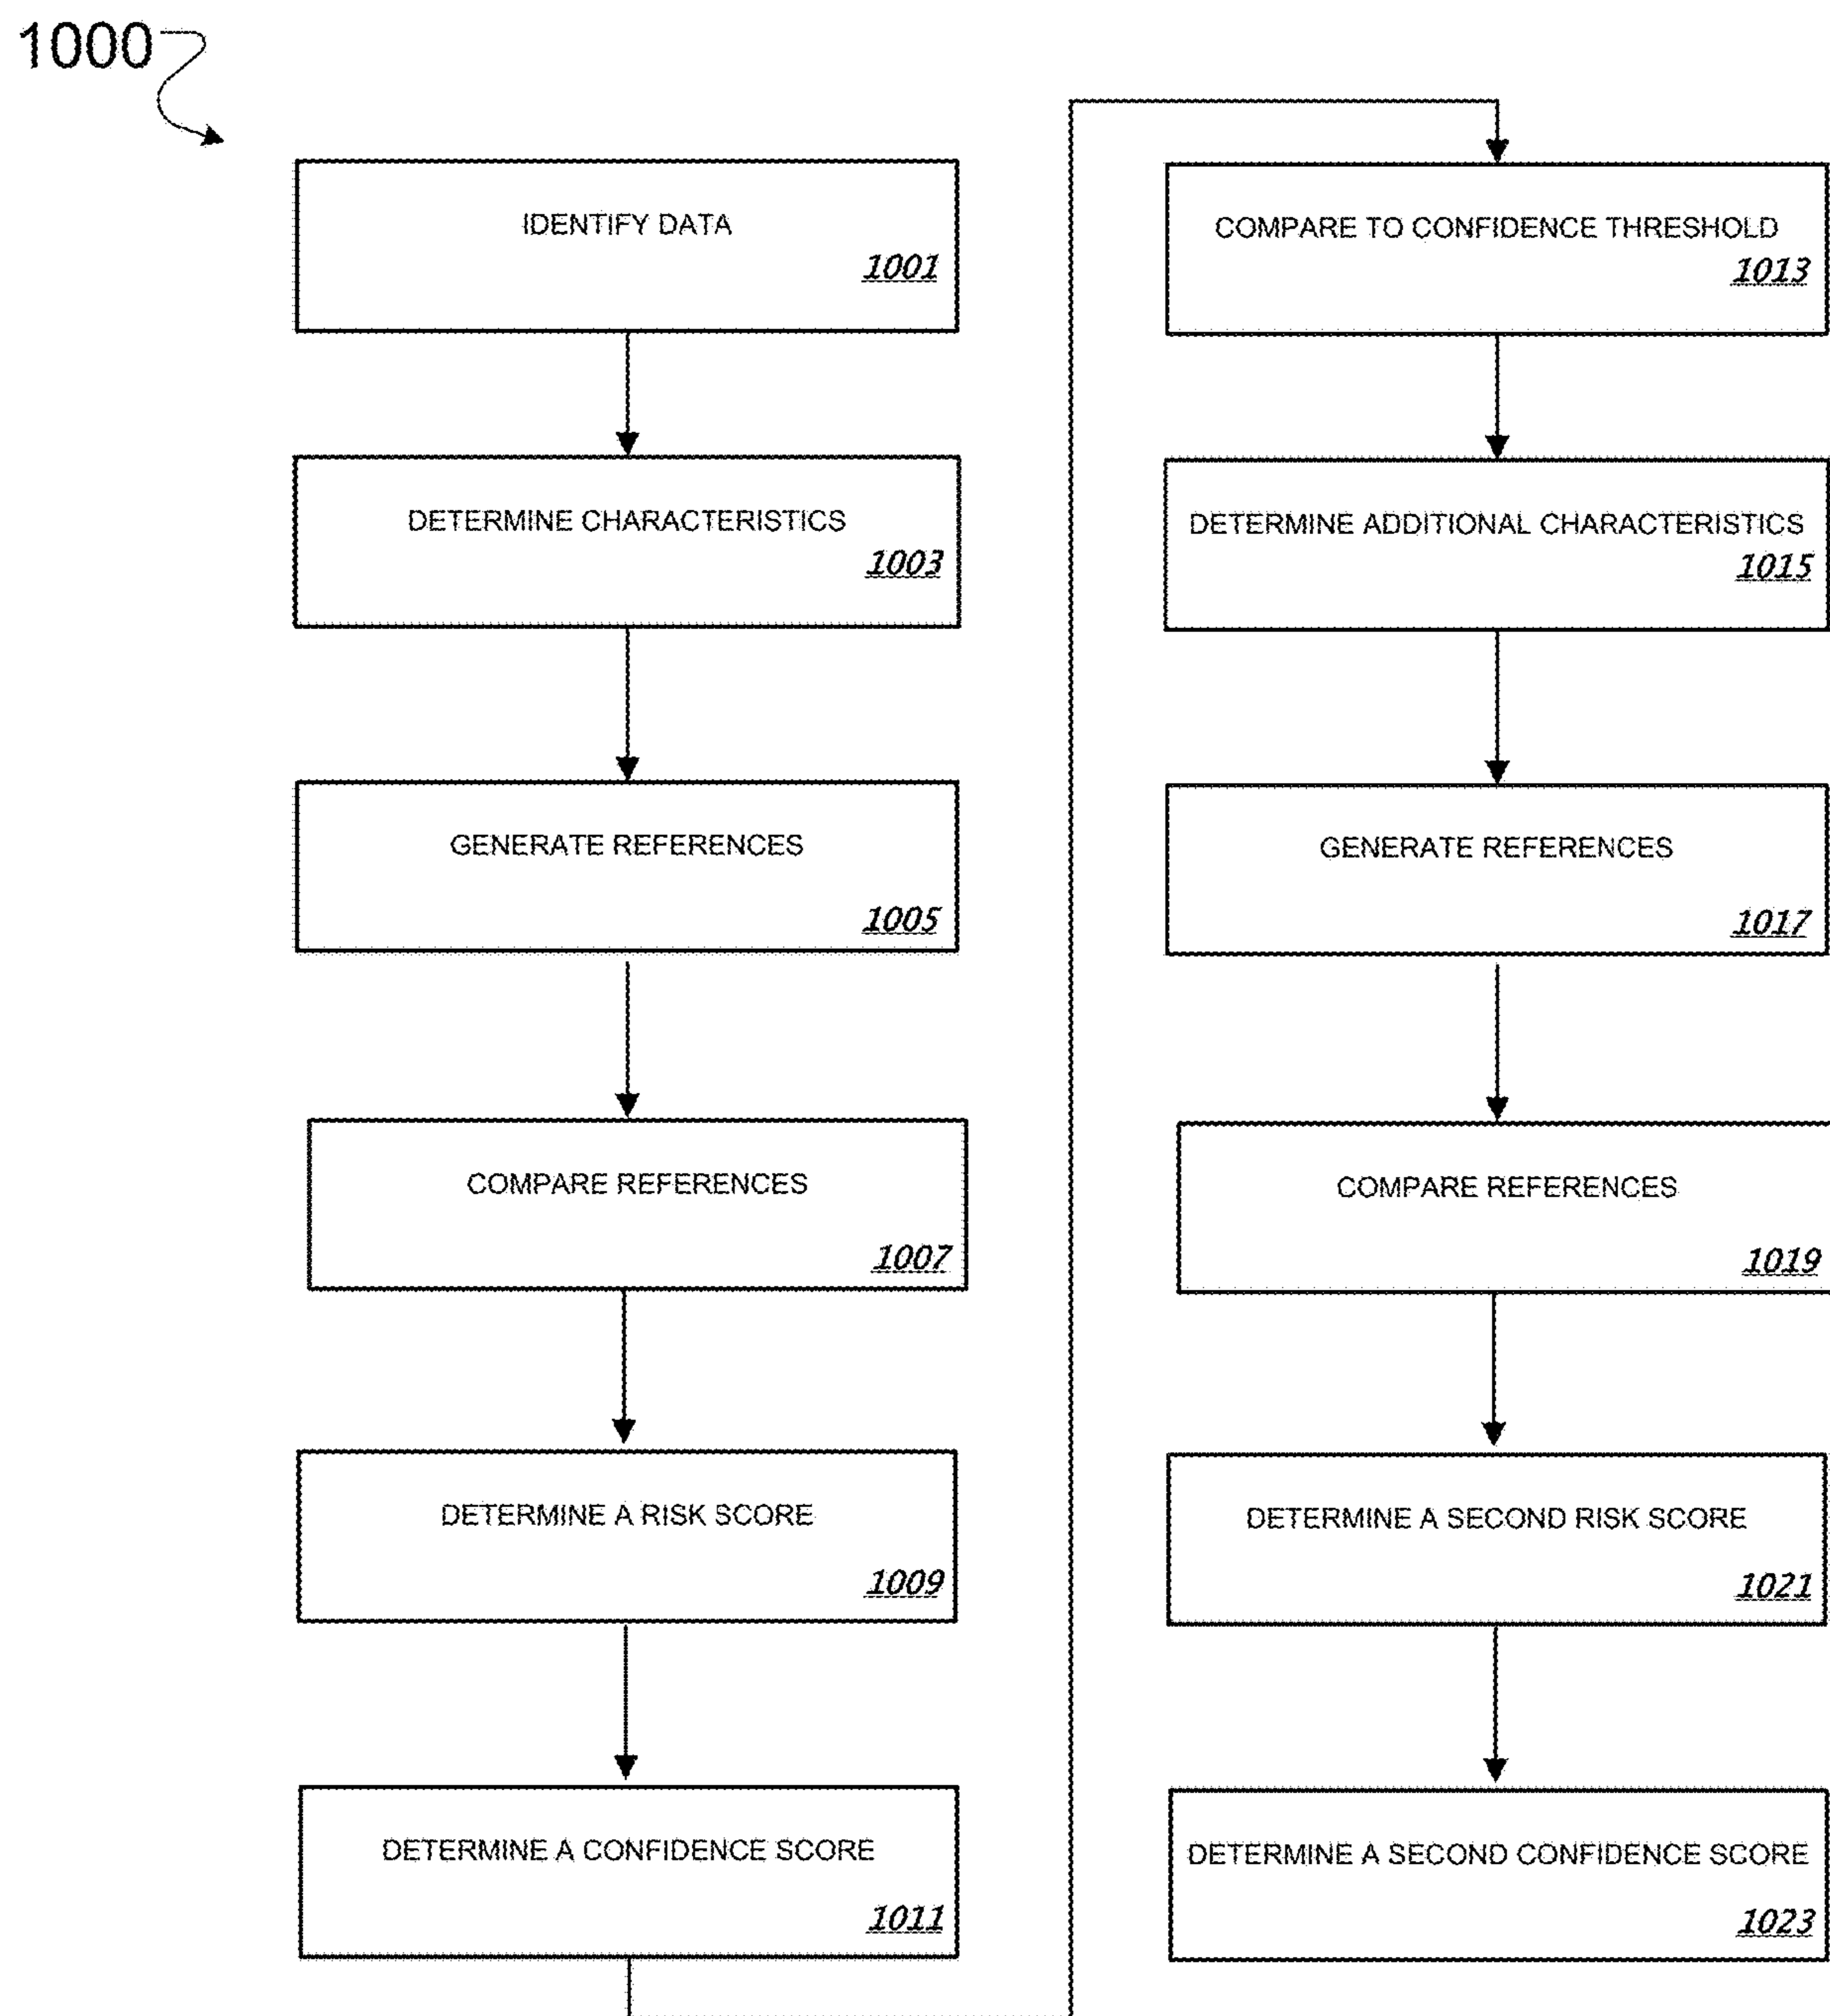 1000
IDENTIFY DATA
1001
DETERMINE CHARACTERISTICS
1003
GENERATE REFERENCES
1005
COMPARE REFERENCES
1007
DETERMINE A RISK SCORE
1009
DETERMINE A CONFIDENCE SCORE
1011
COMPARE TO CONFIDENCE THRESHOLD
1013
DETERMINE ADDITIONAL CHARACTERISTICS
1015
GENERATE REFERENCES
1017
COMPARE REFERENCES
1019
DETERMINE A SECOND RISK SCORE
1021
DETERMINE A SECOND CONFIDENCE SCORE
1023